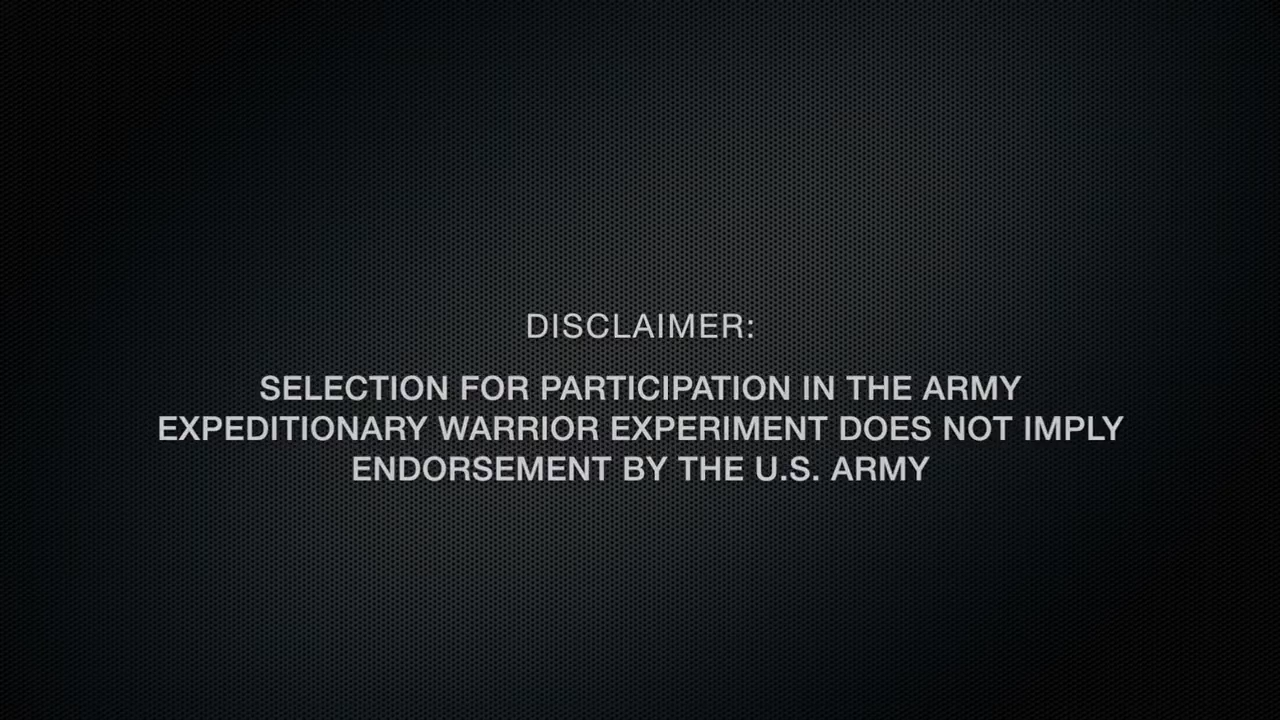 DISCLAIMER:
SELECTION FOR PARTICIPATION IN THE ARMY
EXPEDITIONARY WARRIOR EXPERIMENT DOES NOT IMPLY
ENDORSEMENT BY THE U.S. ARMY